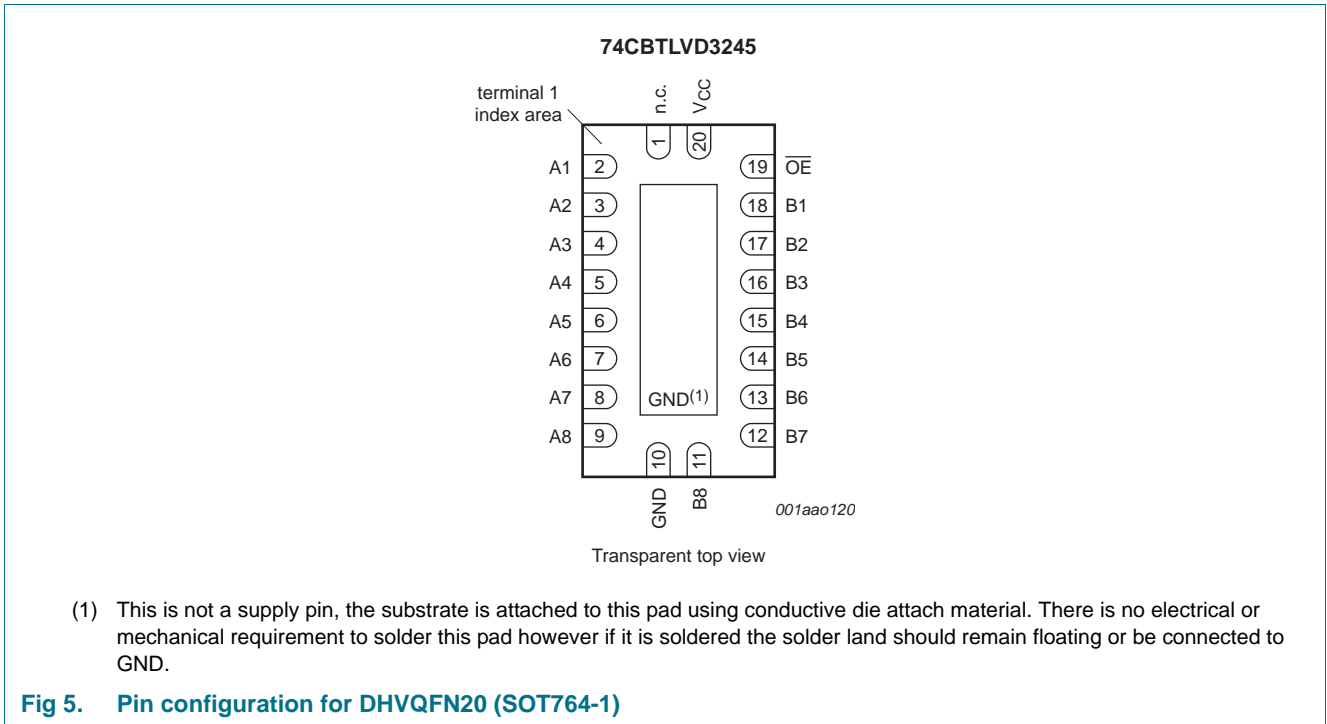 74CBTLVD3245
terminal 1
index area
n.c.
VCC
1
20
A1 2
19 OE
A2 3
18 B1
A3 4
17 B2
A4 5
16 B3
A5 6
15 B4
A6 7
14 B5
A7 8
GND(1)
13 B6
A8 9
12 B7
10
11
GND
B8
001aao120
Transparent top view
(1) This is not a supply pin, the substrate is attached to this pad using conductive die attach material. There is no electrical or
mechanical requirement to solder this pad however if it is soldered the solder land should remain floating or be connected to
GND.
Fig 5. Pin configuration for DHVQFN20 (SOT764-1)